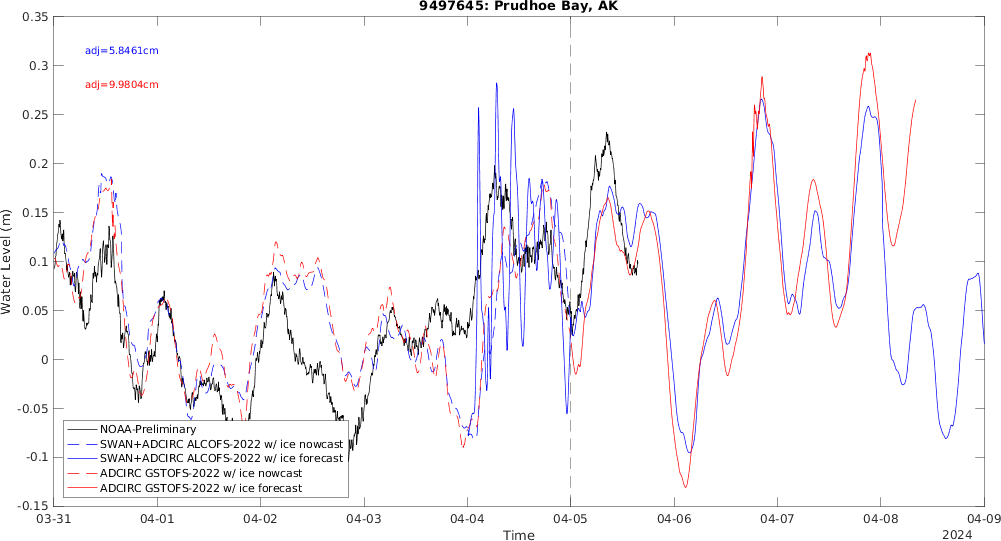 9497645: Prudhoe Bay, AK
0.35
0.3
0.25
0.2
0.15
0.1
0.05
0
-0.05
-0.1
-0.15
Water Level (m)
adj=5.8461cm
adj=9.9804cm
NOAA-Preliminary
SWAN+ADCIRC ALCOFS-2022 w/ ice nowcast
SWAN+ADCIRC ALCOFS-2022 w/ ice forecast
ADCIRC GSTOFS-2022 w/ ice nowcast
ADCIRC GSTOFS-2022 w/ ice forecast
03-31 04-01 04-02 04-03 04-04 04-05 04-06 04-07 04-08 04-09
Time
2024